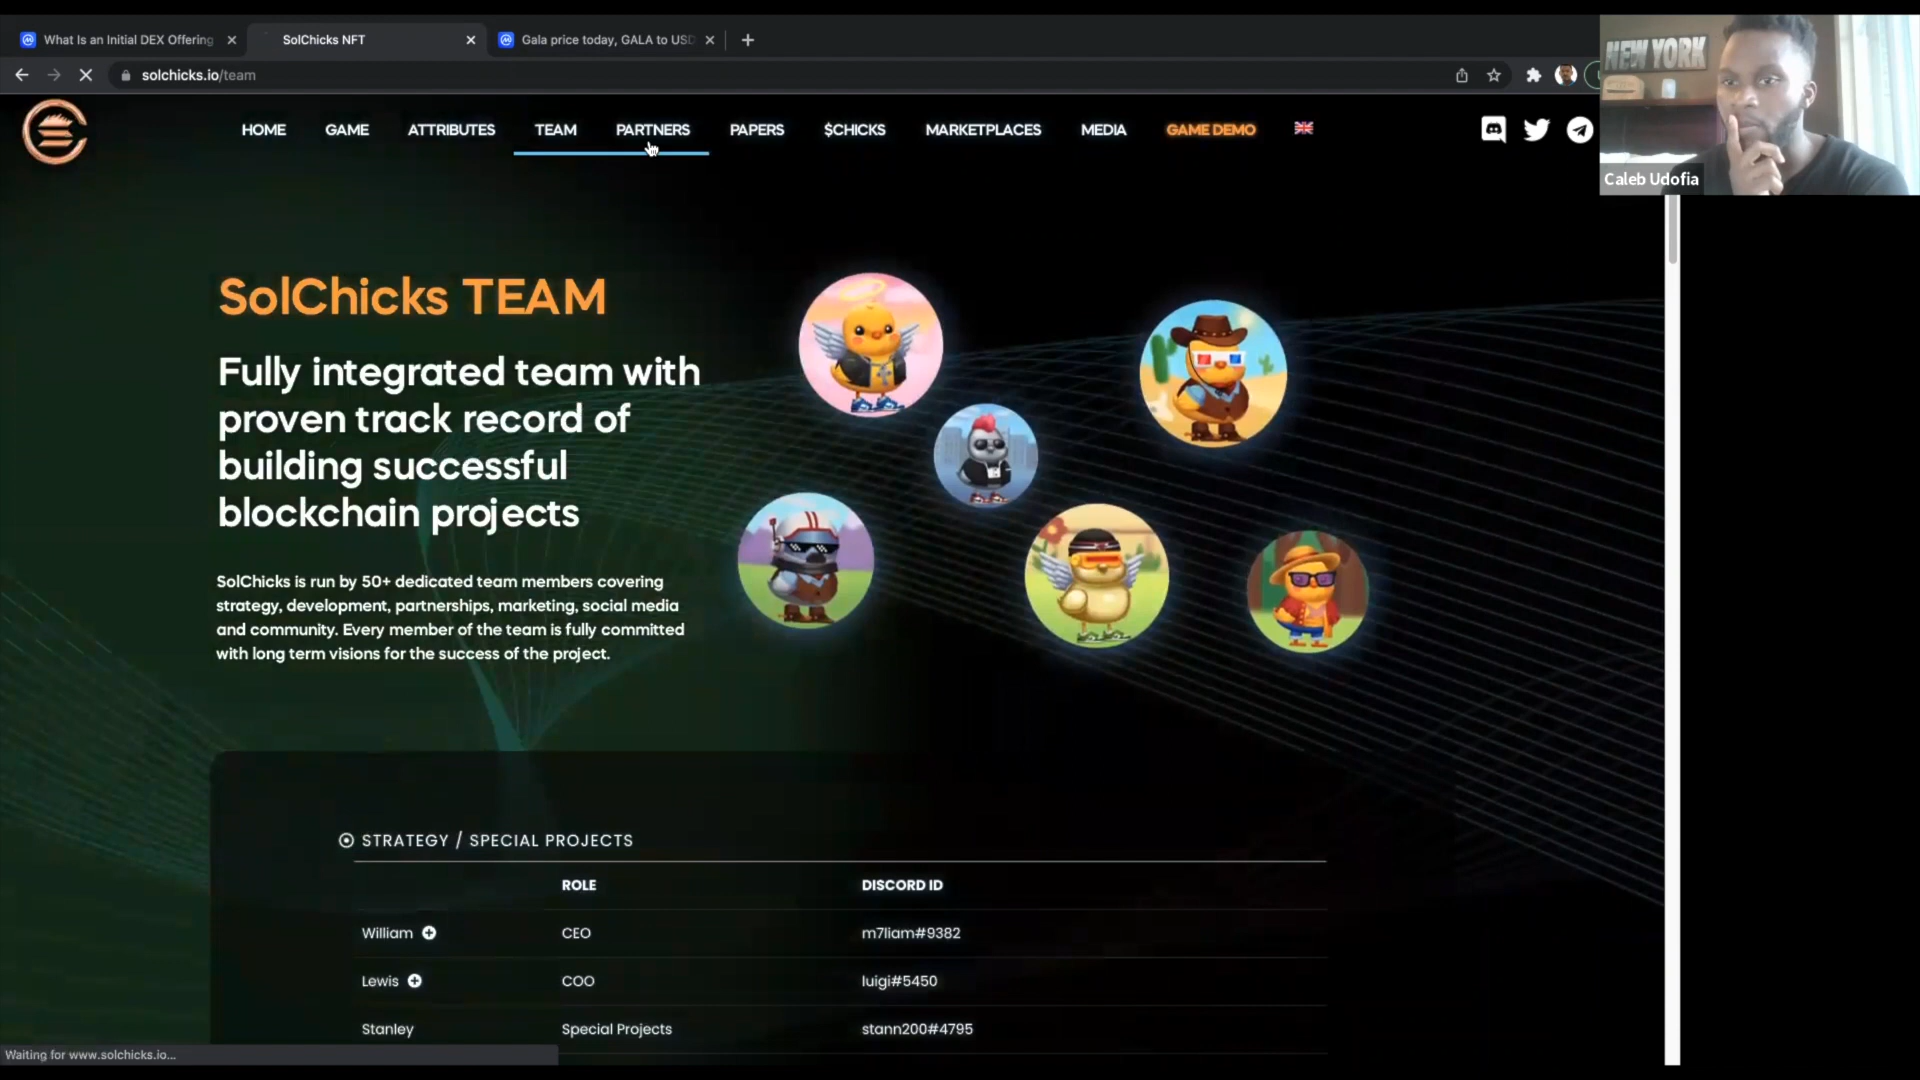 What Is an Initial DEX Offering
SolChicks NFT
Gala price today, GALA to USD
solchicks.io/team
NEW YORK
HOME
GAME
ATTRIBUTES
TEAM
PARTNERS
PAPERS
$CHICKS
MARKETPLACES
MEDIA
GAME DEMO
Caleb Udofia
SolChicks TEAM
Fully integrated team with
proven track record of
building successful
blockchain projects
SolChicks is run by 50+ dedicated team members covering
strategy, development, partnerships, marketing, social media
and community. Every member of the team is fully committed
with long term visions for the success of the project.
STRATEGY / SPECIAL PROJECTS
ROLE
DISCORD ID
William
CEO
m7liam#9382
Lewis
COO
luigi#5450
Stanley
Special Projects
stann200#4795
Waiting for www.solchicks.io...